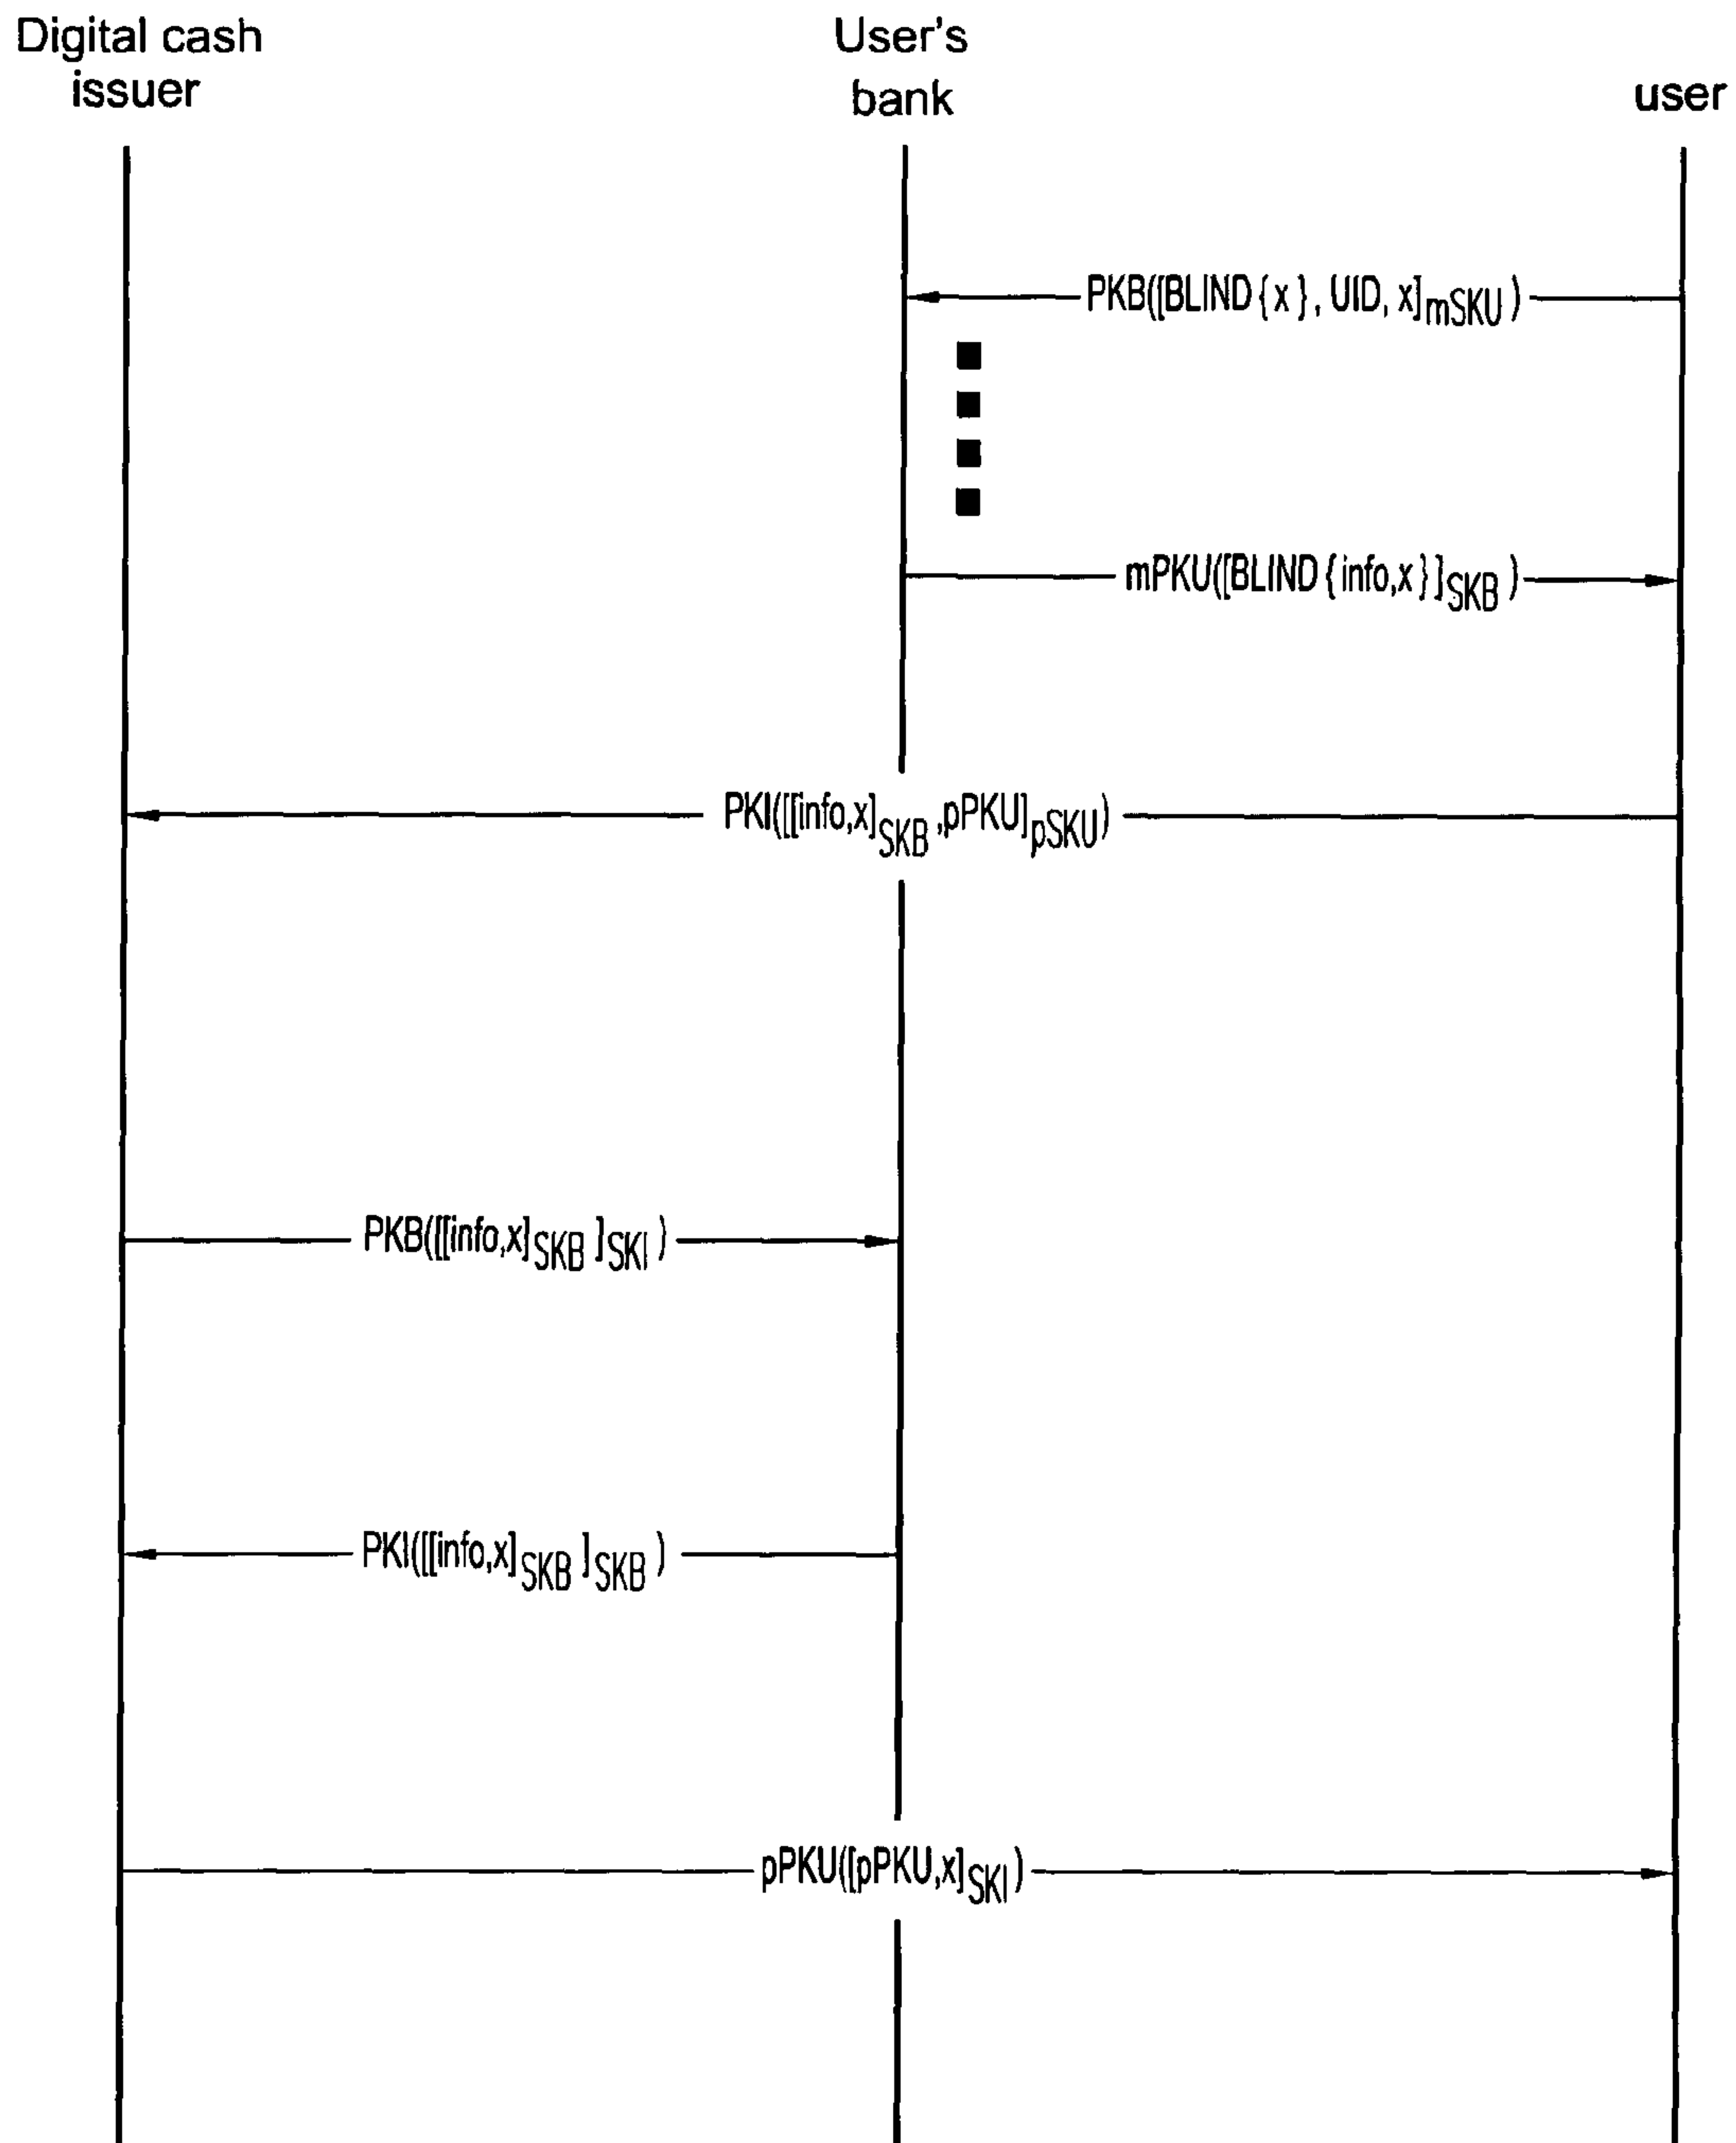 Digital cash
issuer
User's
bank
user
PKB([BLIND{x}, UID, x]mSKU)
mPKU([BLIND{info,x}]SKB)
PKI([[info,x]SKB,pPKU]pSKU)
PKB([[info,x]SKB]SKI)
PKI([[info,x]SKB]SKB)
pPKU([pPKU,x]SKI)